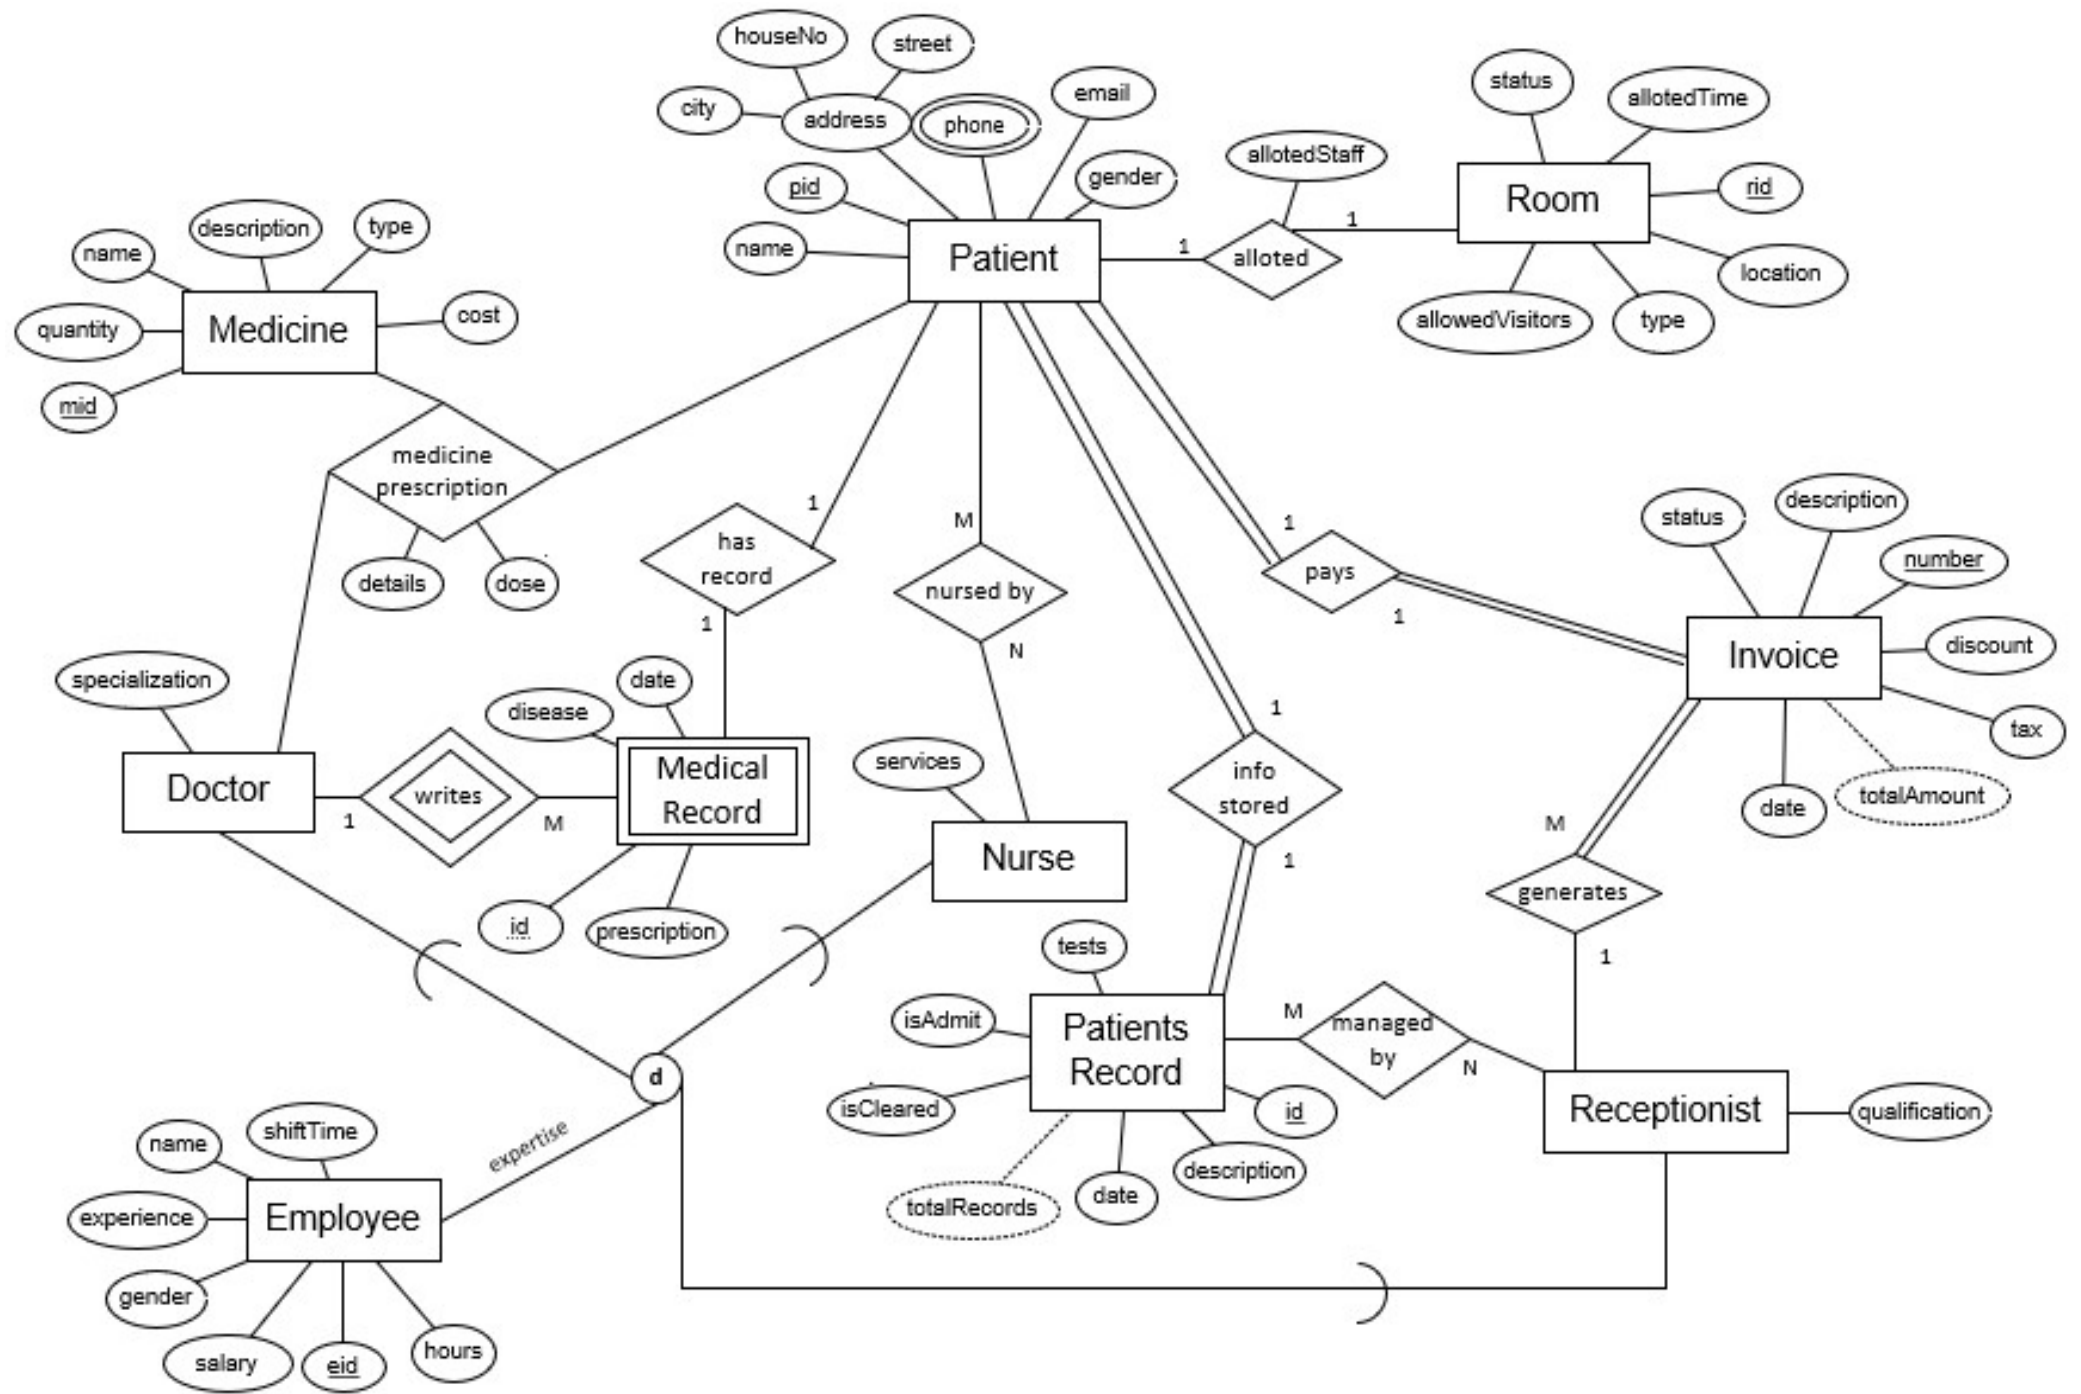 houseNo
street
city
address
phone
email
pid
gender
name
Patient
allotedStaff
1
alloted
1
status
allotedTime
Room
rid
location
allowedVisitors
type
name
description
type
quantity
Medicine
cost
mid
medicine
prescription
details
dose
has
record
1
1
M
nursed by
N
1
pays
1
status
description
number
Invoice
discount
tax
date
totalAmount
specialization
Doctor
1
writes
M
disease
date
Medical
Record
id
prescription
services
Nurse
1
info
stored
1
M
generates
1
tests
isAdmit
Patients
Record
isCleared
id
totalRecords
date
description
M
managed
by
N
Receptionist
qualification
d
expertise
name
shiftTime
experience
Employee
gender
salary
eid
hours